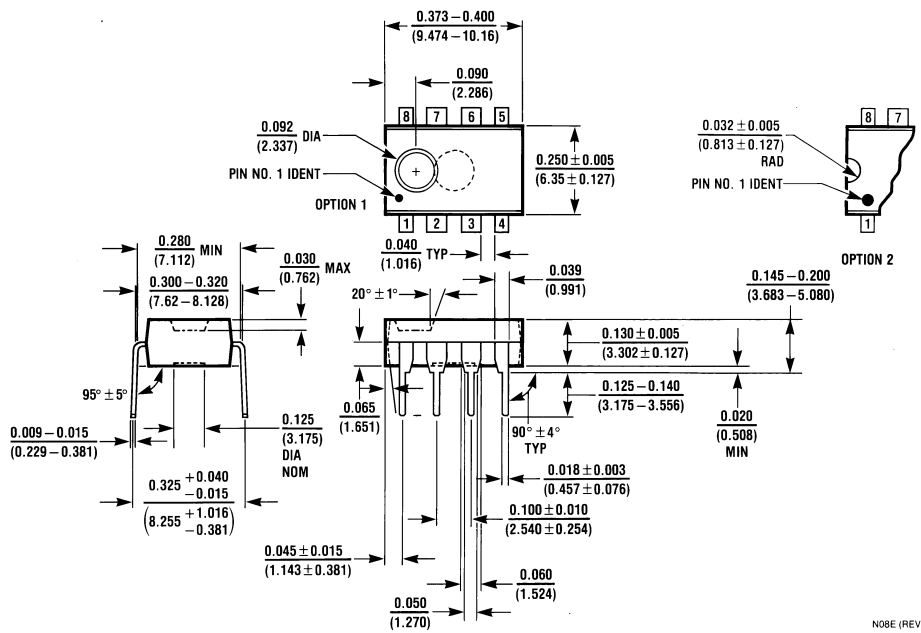 0.373 – 0.400
(9.474 – 10.16)
0.090
(2.286)
8 7 6 5
0.092 DIA
(2.337)
PIN NO. 1 IDENT
OPTION 1
1 2 3 4
0.250 ± 0.005
(6.35 ± 0.127)
8 7
0.032 ± 0.005
(0.813 ± 0.127)
RAD
PIN NO. 1 IDENT
1
OPTION 2
0.280 MIN
(7.112)
0.300 – 0.320
(7.62 – 8.128)
0.030 MAX
(0.762)
0.040 TYP
(1.016)
0.039
(0.991)
20° ± 1°
0.145 – 0.200
(3.683 – 5.080)
0.130 ± 0.005
(3.302 ± 0.127)
0.125 – 0.140
(3.175 – 3.556)
0.020
(0.508)
MIN
95° ± 5°
0.065
(1.651)
90° ± 4°
TYP
0.009 – 0.015
(0.229 – 0.381)
0.125
(3.175)
DIA
NOM
0.018 ± 0.003
(0.457 ± 0.076)
0.325 +0.040
–0.015
(8.255 +1.016
–0.381)
0.100 ± 0.010
(2.540 ± 0.254)
0.045 ± 0.015
(1.143 ± 0.381)
0.060
(1.524)
0.050
(1.270)
N08E (REV